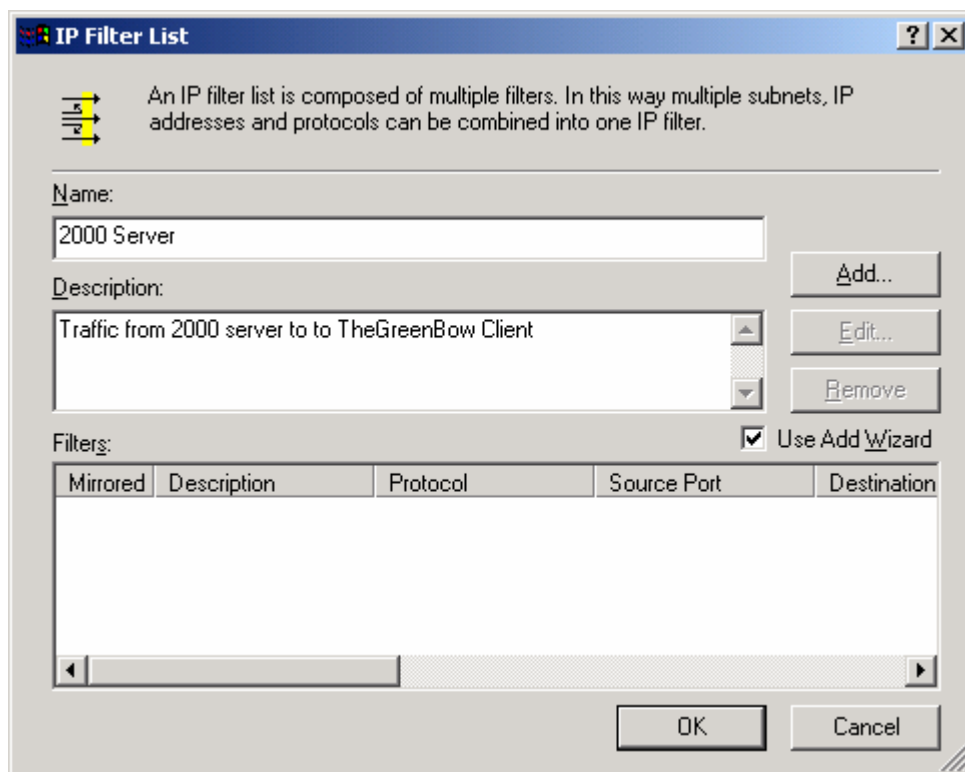 IP Filter List
An IP filter list is composed of multiple filters. In this way multiple subnets, IP
addresses and protocols can be combined into one IP filter.
Name:
2000 Server
Add...
Description:
Traffic from 2000 server to to TheGreenBow Client
Edit...
Remove
Filters:
Use Add Wizard
Mirrored Description Protocol Source Port Destination
OK Cancel